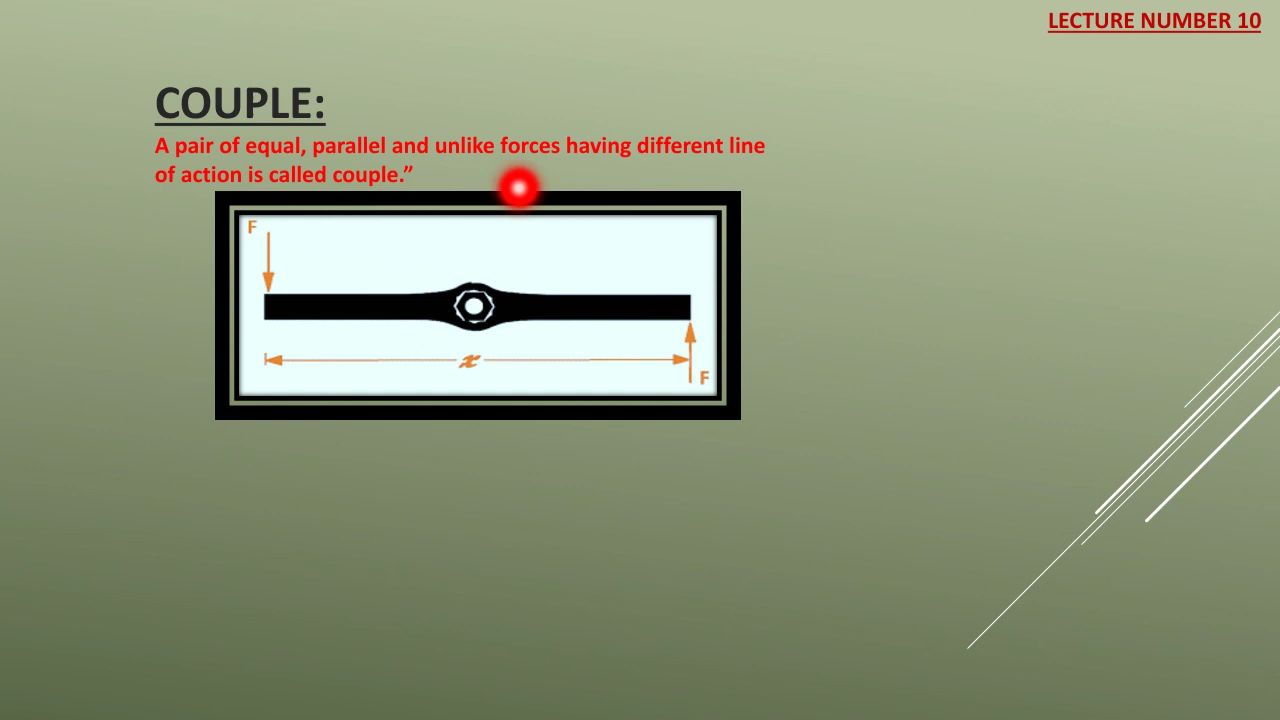 LECTURE NUMBER 10
COUPLE:
A pair of equal, parallel and unlike forces having different line
of action is called couple.”
F
x
F